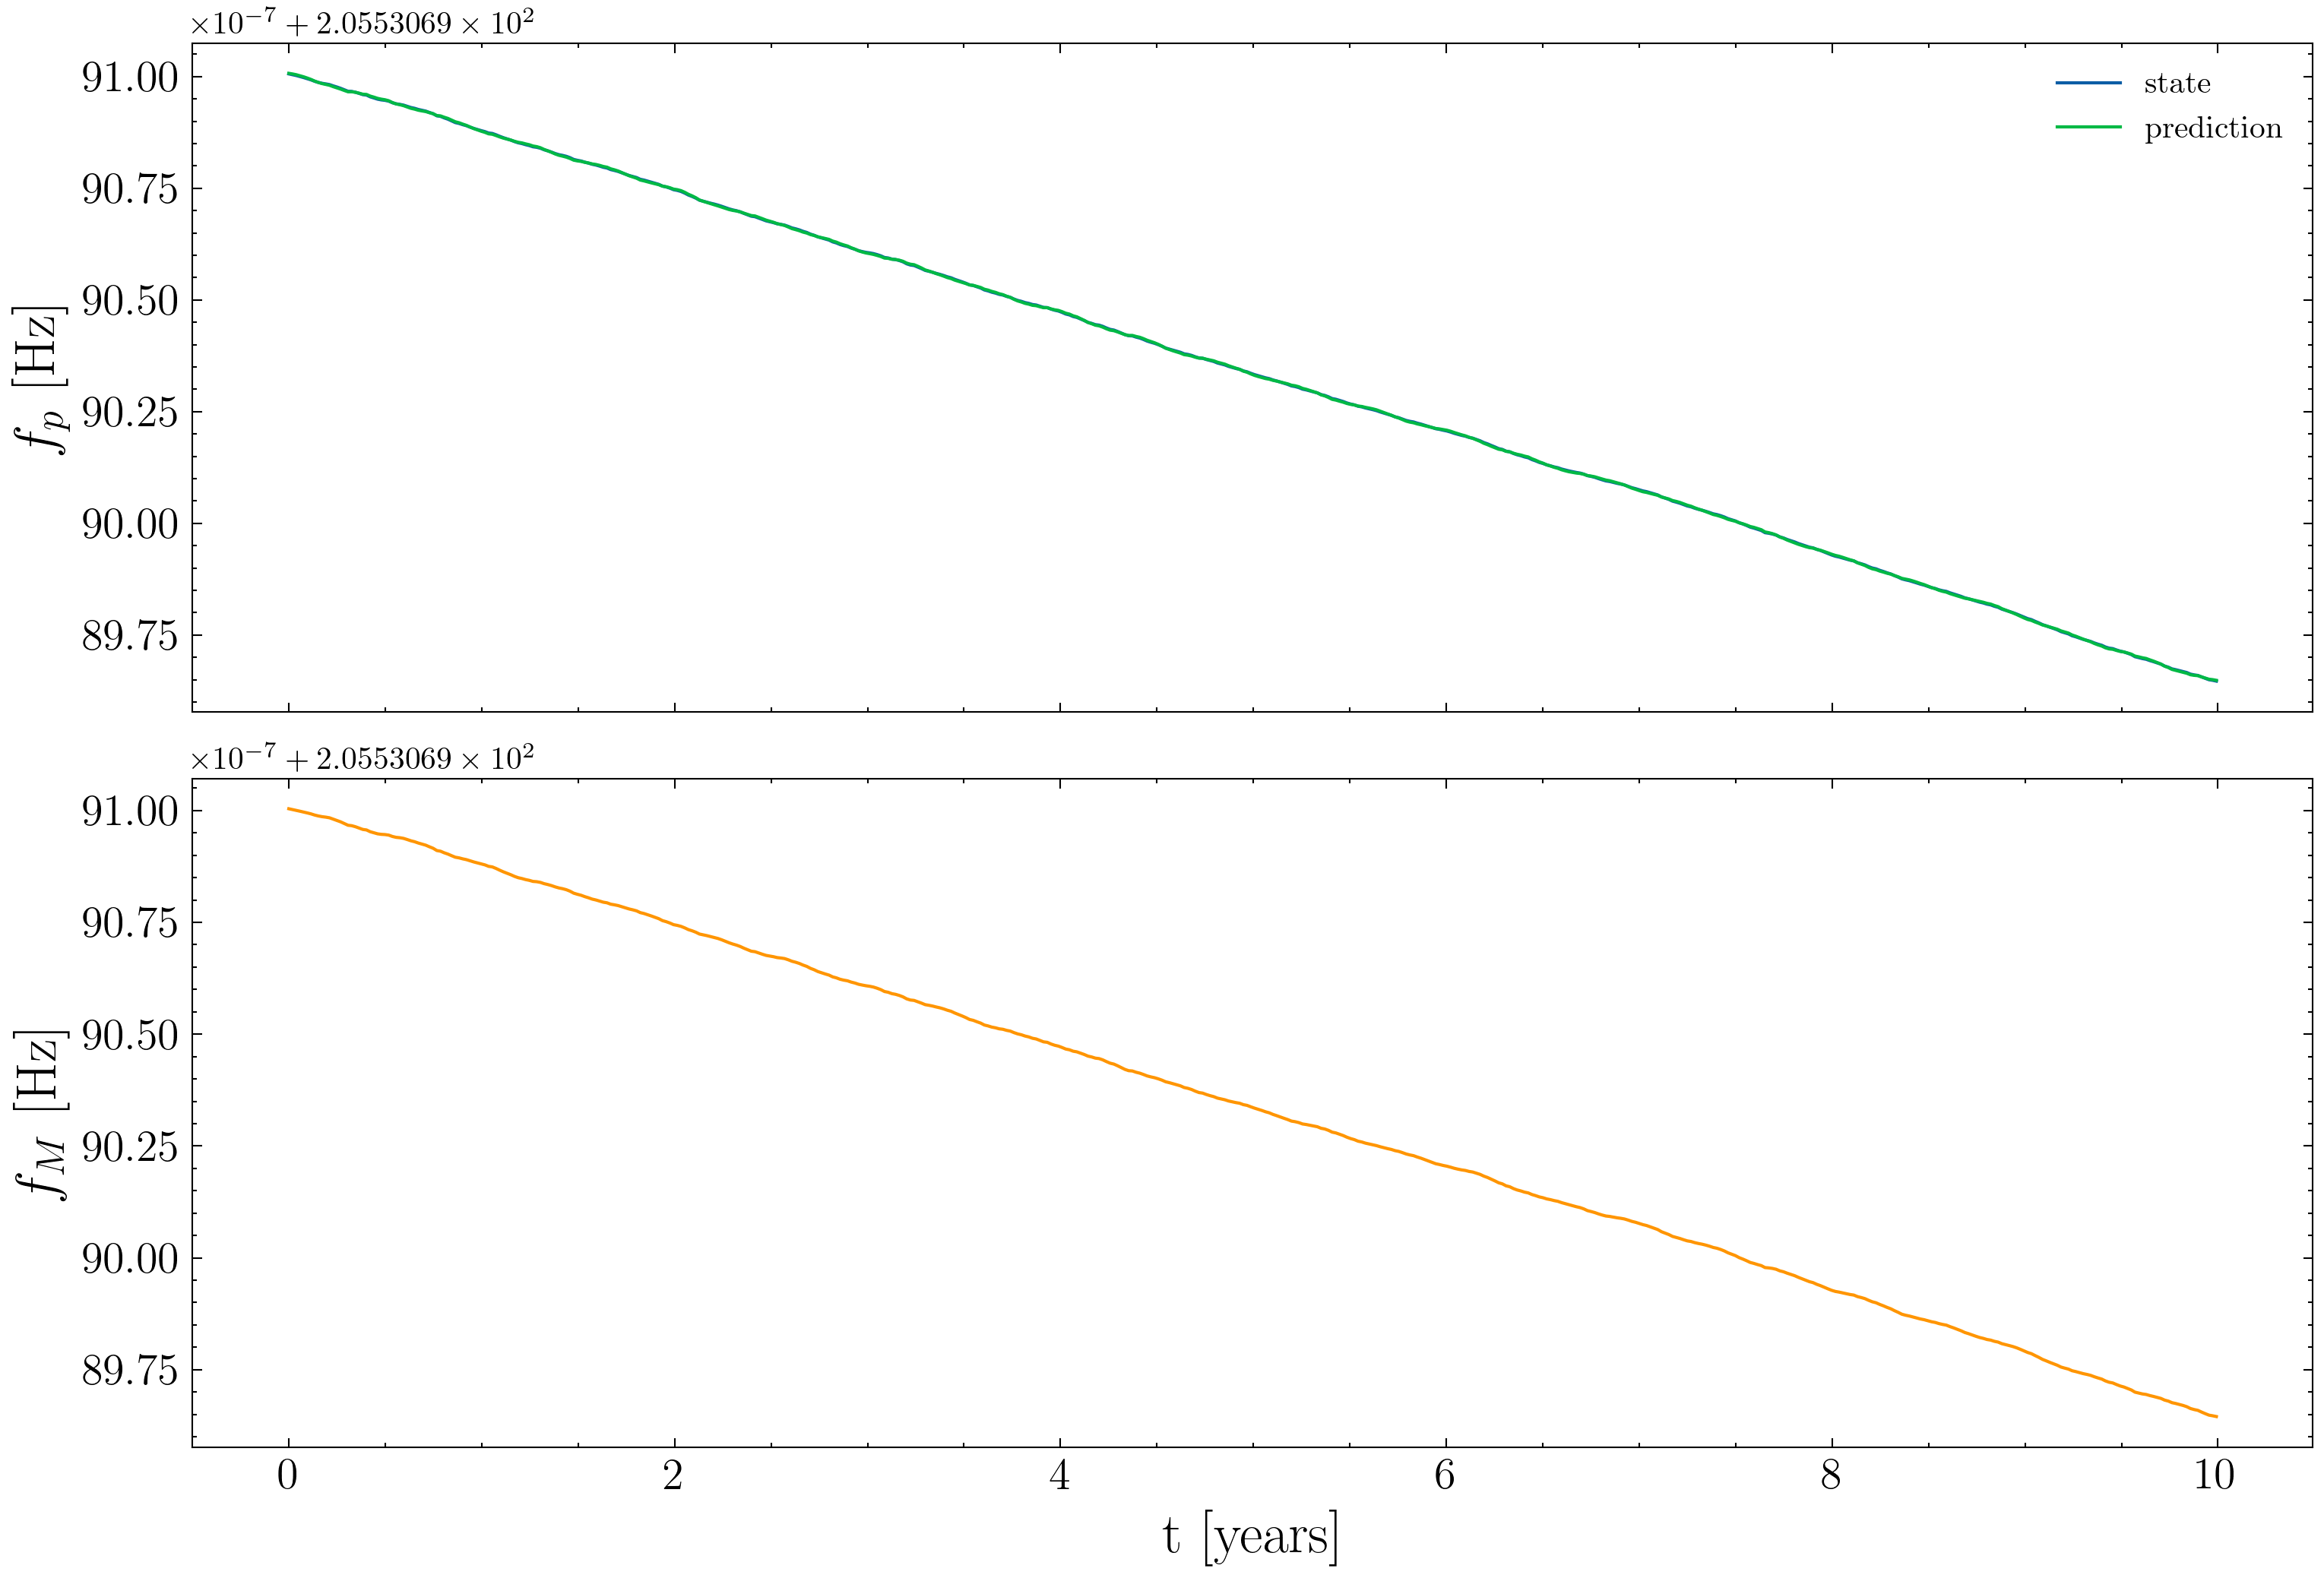 ×10⁻⁷ + 2.0553069 × 10²
91.00
90.75
90.50
90.25
90.00
89.75
f_p [Hz]
state
prediction
×10⁻⁷ + 2.0553069 × 10²
91.00
90.75
90.50
90.25
90.00
89.75
f_M [Hz]
0 2 4 6 8 10
t [years]